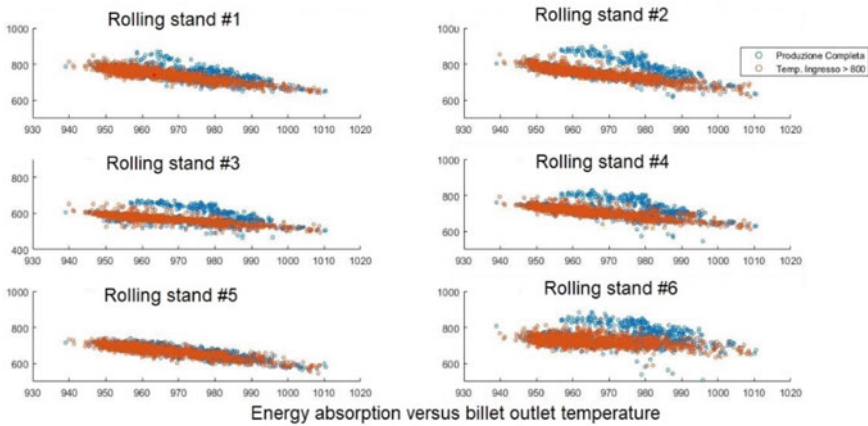 Rolling stand #1
1000
800
600
930 940 950 960 970 980 990 1000 1010 1020
Rolling stand #2
1000
800
600
930 940 950 960 970 980 990 1000 1010 1020
Produzione Completa
Temp. Ingresso > 800
Rolling stand #3
800
600
400
930 940 950 960 970 980 990 1000 1010 1020
Rolling stand #4
1000
800
600
930 940 950 960 970 980 990 1000 1010 1020
Rolling stand #5
1000
800
600
930 940 950 960 970 980 990 1000 1010 1020
Rolling stand #6
1000
800
600
930 940 950 960 970 980 990 1000 1010 1020
Energy absorption versus billet outlet temperature